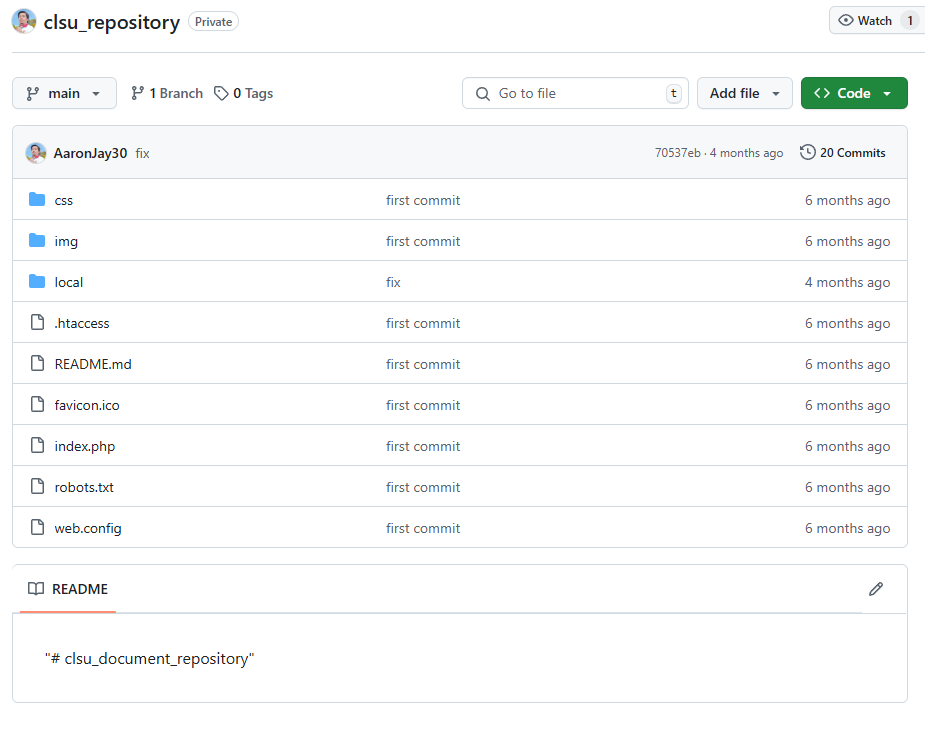 clsu_repository Private Watch 1
main 1 Branch 0 Tags Go to file t Add file <> Code
AaronJay30 fix 70537eb · 4 months ago 20 Commits
css first commit 6 months ago
img first commit 6 months ago
local fix 4 months ago
.htaccess first commit 6 months ago
README.md first commit 6 months ago
favicon.ico first commit 6 months ago
index.php first commit 6 months ago
robots.txt first commit 6 months ago
web.config first commit 6 months ago
README
"# clsu_document_repository"